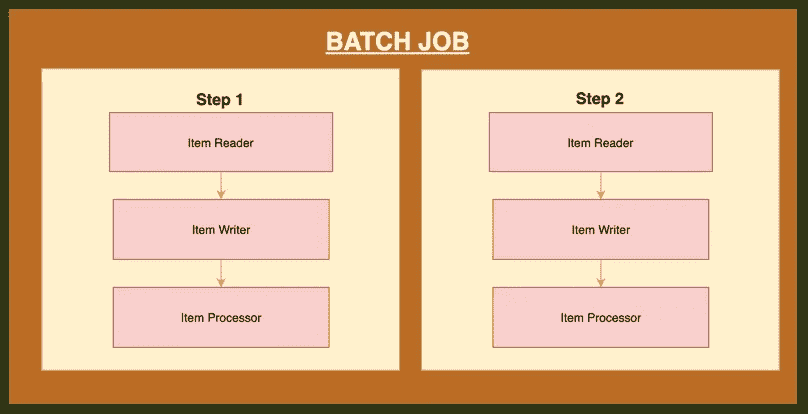 BATCH JOB
Step 1
Item Reader
Item Writer
Item Processor
Step 2
Item Reader
Item Writer
Item Processor